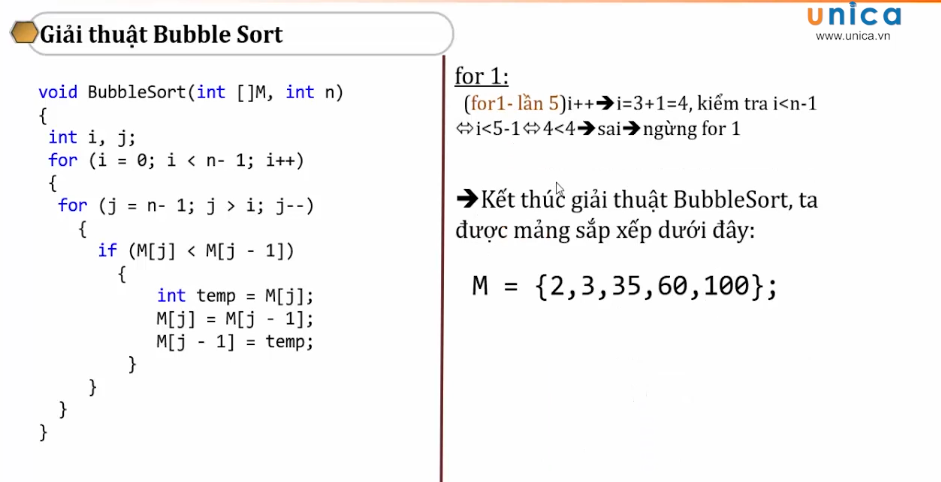 Giải thuật Bubble Sort
unica
www.unica.vn
void BubbleSort(int []M, int n)
{
int i, j;
for (i = 0; i < n- 1; i++)
{
for (j = n- 1; j > i; j--)
{
if (M[j] < M[j - 1])
{
int temp = M[j];
M[j] = M[j - 1];
M[j - 1] = temp;
}
}
}
}
for 1:
(for1- lần 5)i++🡺i=3+1=4, kiểm tra i<n-1
⇔i<5-1⇔4<4🡺sai🡺ngừng for 1
🡺Kết thúc giải thuật BubbleSort, ta
được mảng sắp xếp dưới đây:
M = {2,3,35,60,100};